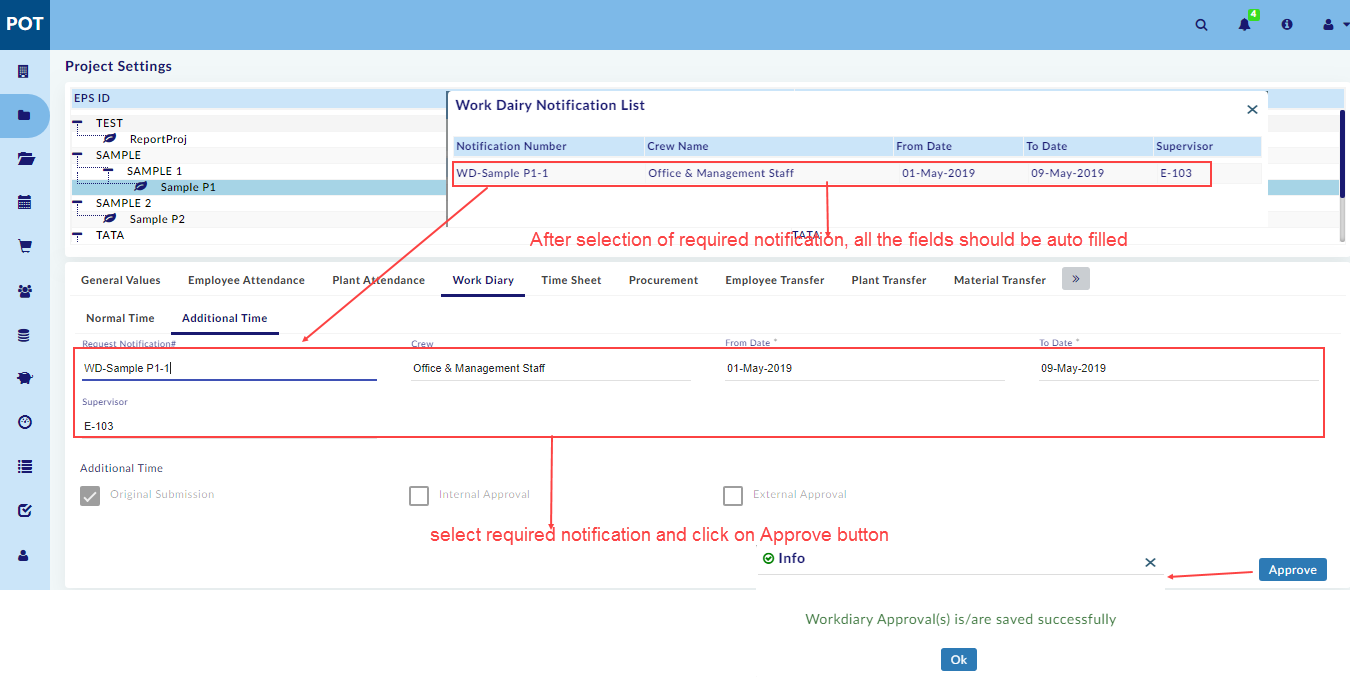 POT
4
Project Settings
EPS ID
TEST
ReportProj
SAMPLE
SAMPLE 1
Sample P1
SAMPLE 2
Sample P2
TATA
TATA
Work Dairy Notification List
Notification Number Crew Name From Date To Date Supervisor
WD-Sample P1-1 Office & Management Staff 01-May-2019 09-May-2019 E-103
After selection of required notification, all the fields should be auto filled
General Values Employee Attendance Plant Attendance Work Diary Time Sheet Procurement Employee Transfer Plant Transfer Material Transfer »
Normal Time Additional Time
Request Notification# Crew From Date * To Date *
WD-Sample P1-1 Office & Management Staff 01-May-2019 09-May-2019
Supervisor
E-103
Additional Time
Original Submission Internal Approval External Approval
select required notification and click on Approve button
Info
Approve
Workdiary Approval(s) is/are saved successfully
Ok